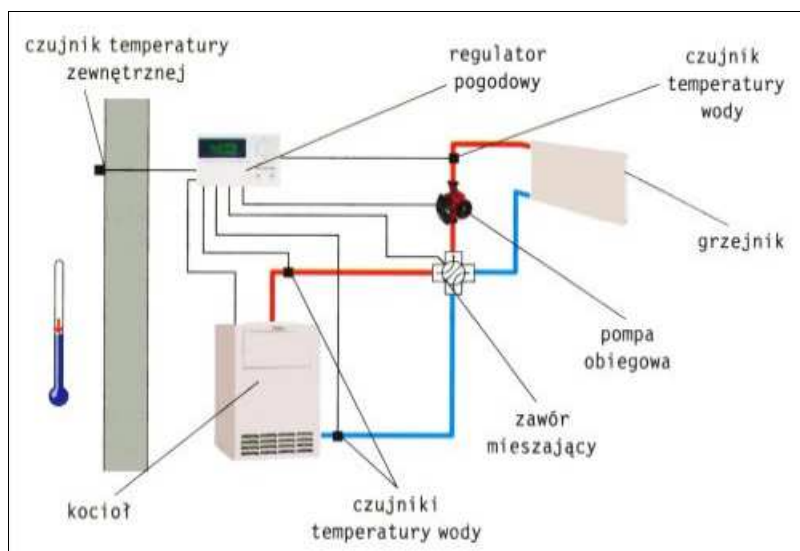 czujnik temperatury
zewnętrznej
regulator
pogodowy
czujnik
temperatury
wody
grzejnik
pompa
obiegowa
zawór
mieszający
kocioł
czujniki
temperatury wody